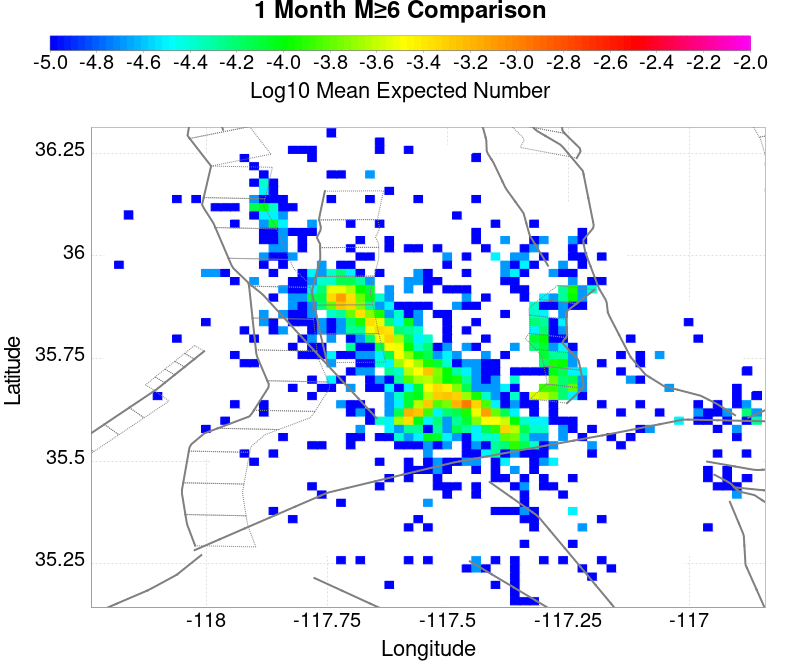 1 Month M≥6 Comparison
-5.0 -4.8 -4.6 -4.4 -4.2 -4.0 -3.8 -3.6 -3.4 -3.2 -3.0 -2.8 -2.6 -2.4 -2.2 -2.0
Log10 Mean Expected Number
36.25
36
35.75
35.5
35.25
Latitude
-118 -117.75 -117.5 -117.25 -117
Longitude